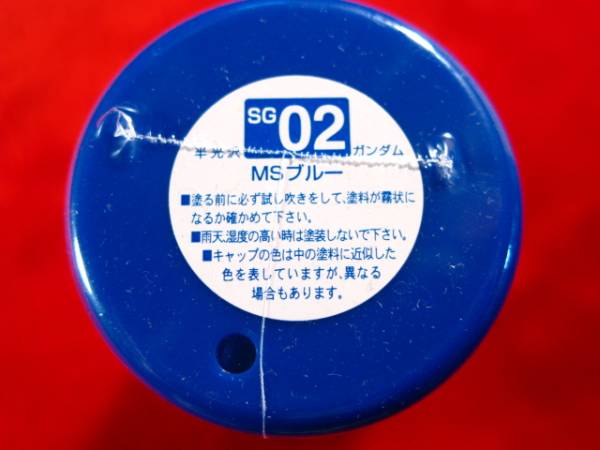 SG 02
半光沢 ガンダム
MSブルー
■塗る前に必ず試し吹きをして、塗料が霧状に
なるか確かめて下さい。
■雨天、湿度の高い時は塗装しないで下さい。
■キャップの色は中の塗料に近似した
色を表していますが、異なる
場合もあります。